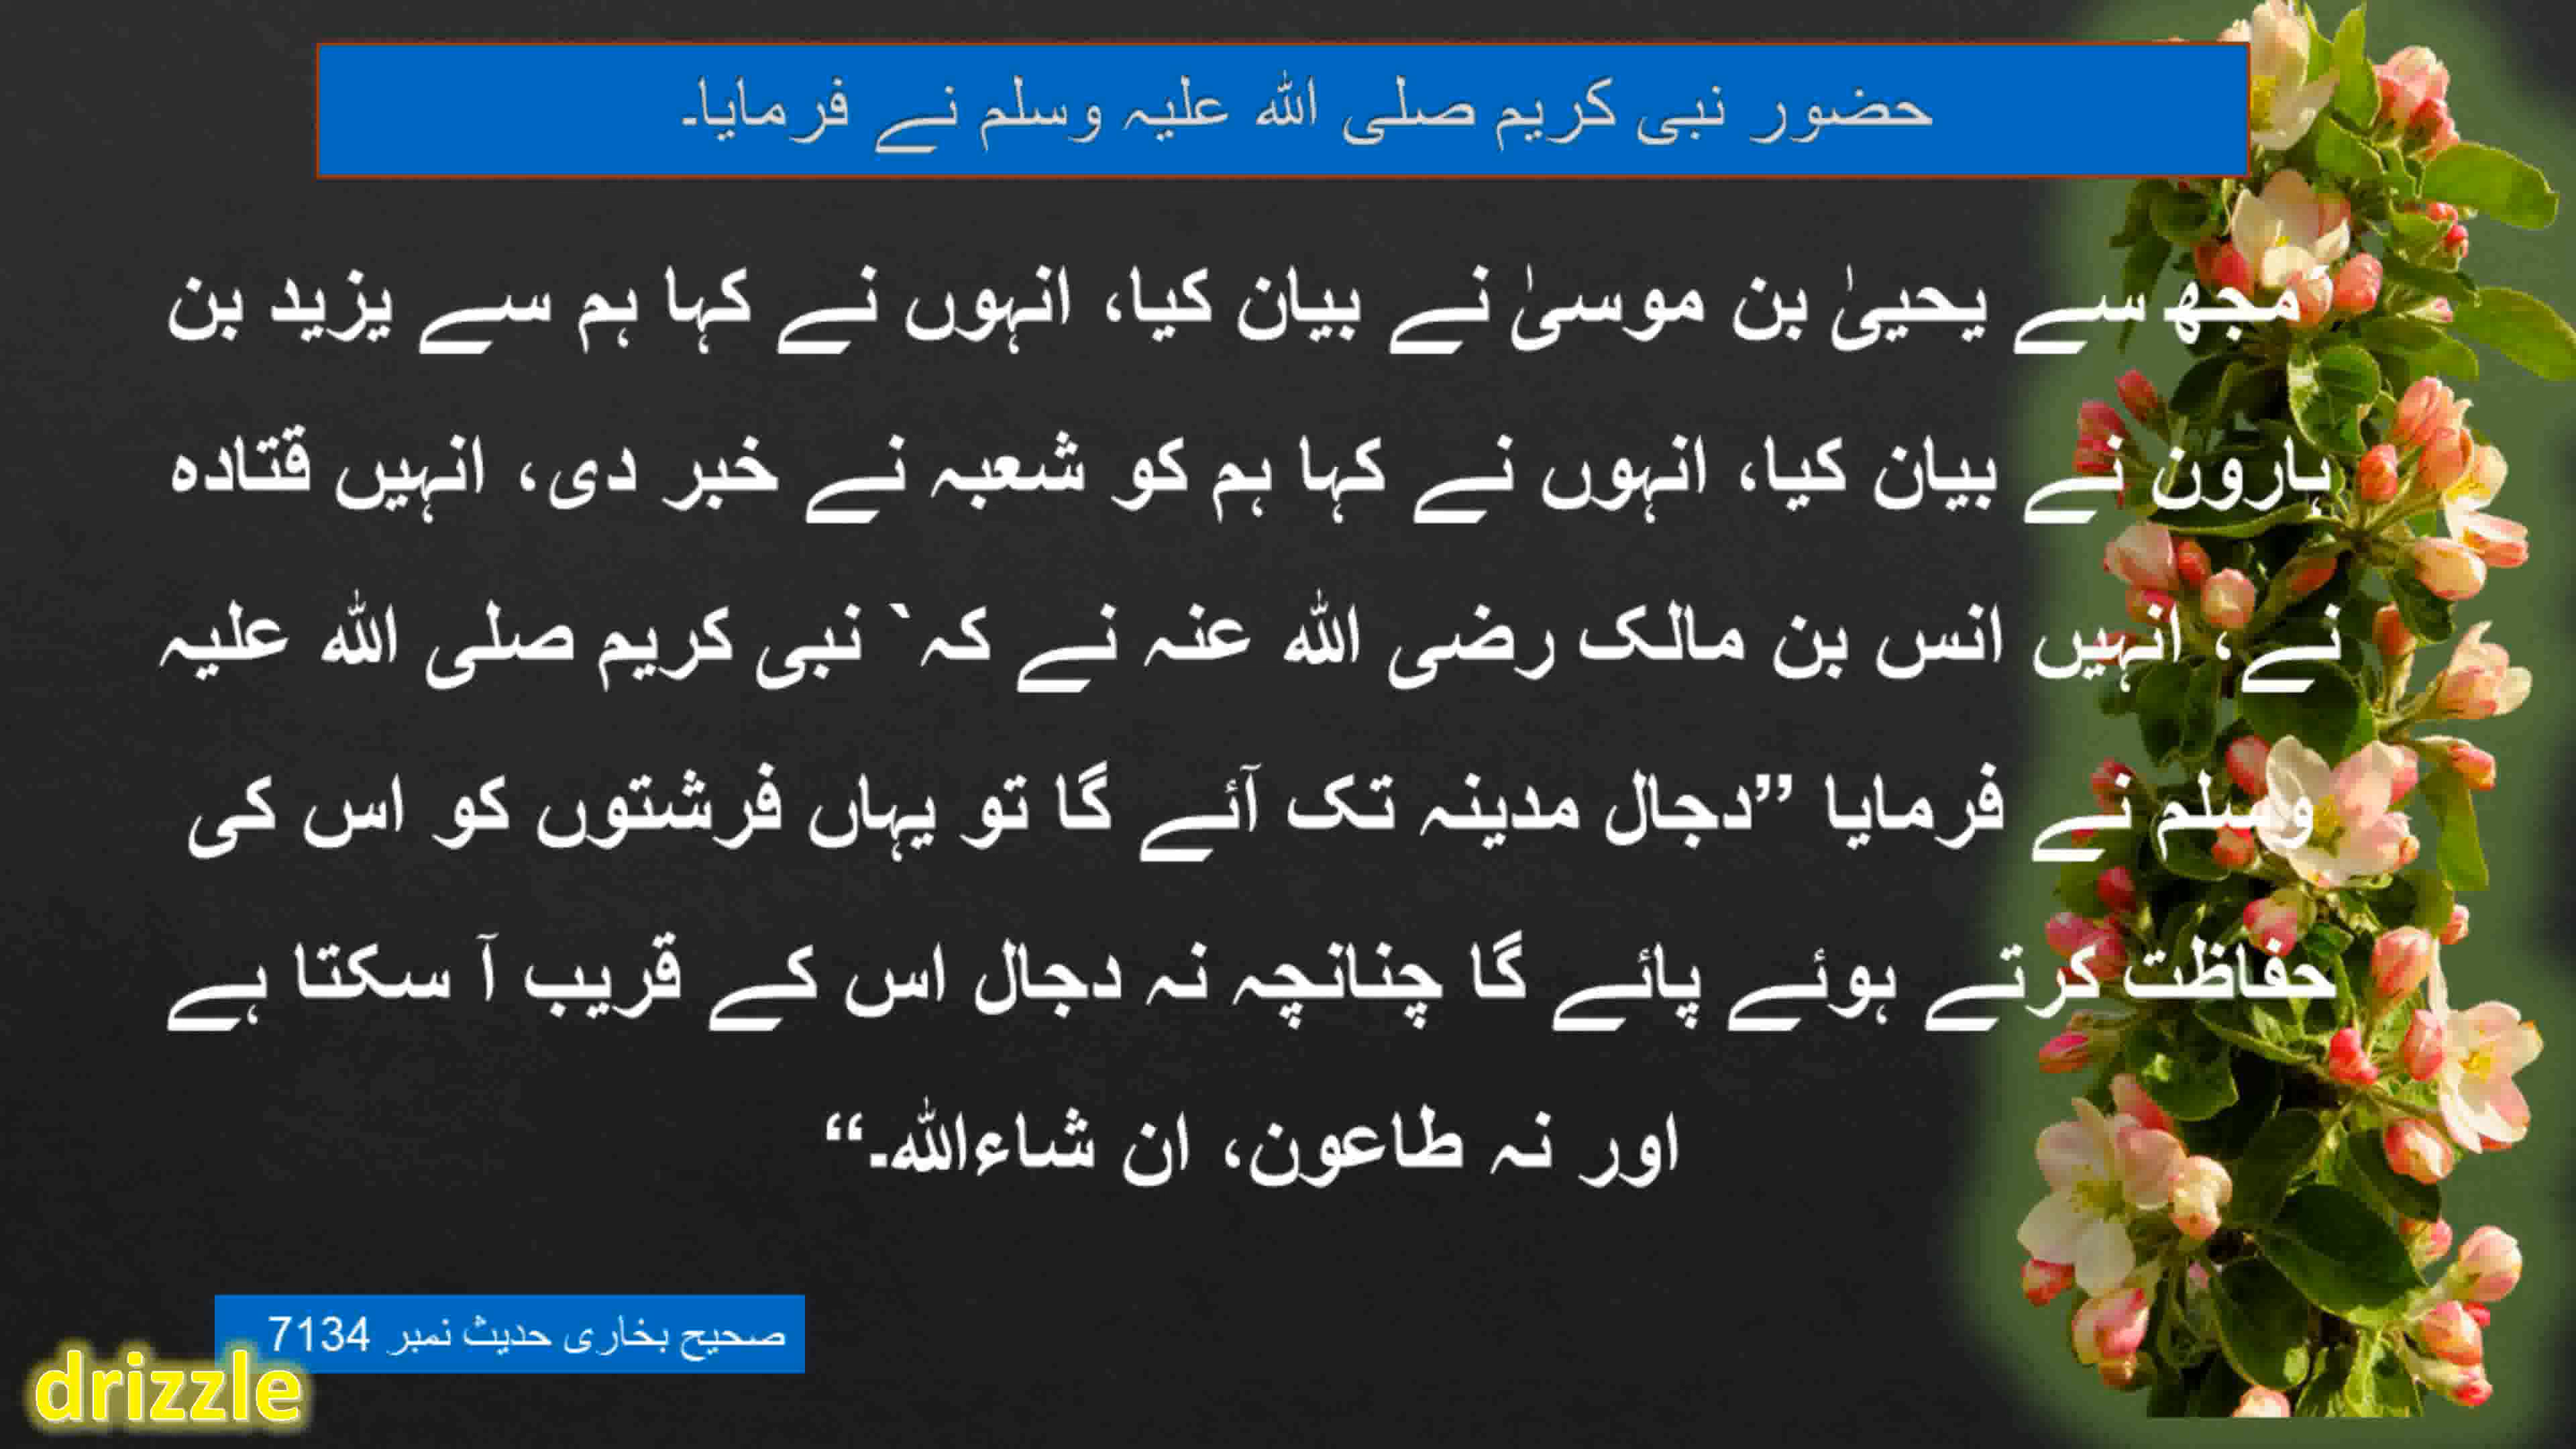 حضور نبی کریم صلی اللہ علیہ وسلم نے فرمایا۔
مجھ سے یحییٰ بن موسیٰ نے بیان کیا، انہوں نے کہا ہم سے یزید بن
ہارون نے بیان کیا، انہوں نے کہا ہم کو شعبہ نے خبر دی، انہیں قتادہ
نے، انہیں انس بن مالک رضی اللہ عنہ نے کہ` نبی کریم صلی اللہ علیہ
وسلم نے فرمایا ”دجال مدینہ تک آئے گا تو یہاں فرشتوں کو اس کی
حفاظت کرتے ہوئے پائے گا چنانچہ نہ دجال اس کے قریب آ سکتا ہے
اور نہ طاعون، ان شاءاللہ۔“
صحیح بخاری حدیث نمبر 7134
drizzle